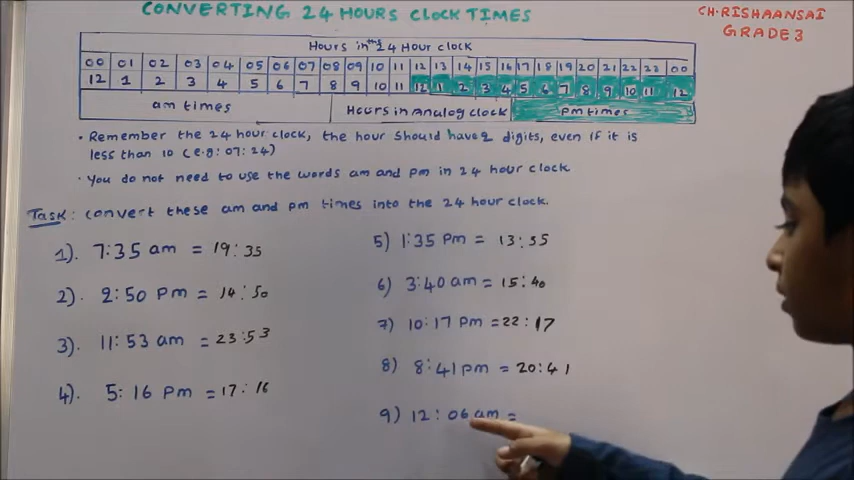 CONVERTING 24 HOURS CLOCK TIMES
CH.RISHAANSAI
GRADE 3
Hours in the 24 Hour clock
00 01 02 03 04 05 06 07 08 09 10 11 12 13 14 15 16 17 18 19 20 21 22 23 00
12 1 2 3 4 5 6 7 8 9 10 11 12 1 2 3 4 5 6 7 8 9 10 11 12
am times Hours in Analog clock pm times
• Remember the 24 hour clock, the hour should have 2 digits, even if it is
less than 10 (e.g: 07:24)
• You do not need to use the words am and pm in 24 hour clock.
Task: convert these am and pm times into the 24 hour clock.
1). 7:35 am = 19:35
2). 2:50 pm = 14:50
3). 11:53 am = 23:53
4). 5:16 pm = 17:16
5) 1:35 pm = 13:35
6) 3:40 am = 15:40
7) 10:17 pm = 22:17
8) 8:41 pm = 20:41
9) 12:06 am =